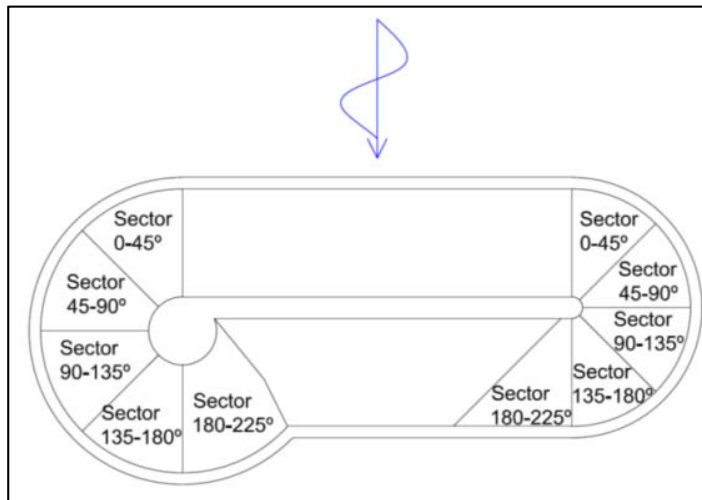 Sector
0-45º
Sector
45-90º
Sector
90-135º
Sector
135-180º
Sector
180-225º
Sector
0-45º
Sector
45-90º
Sector
90-135º
Sector
135-180º
Sector
180-225º